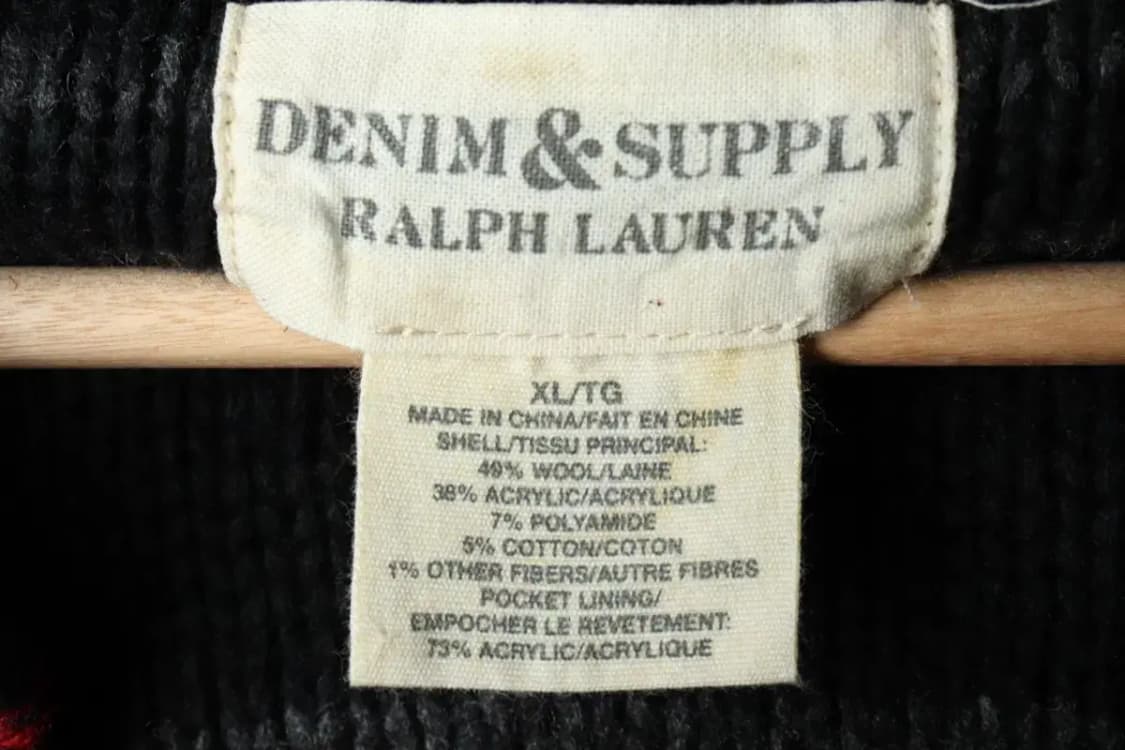 DENIM & SUPPLY
RALPH LAUREN
XL/TG
MADE IN CHINA/FAIT EN CHINE
SHELL/TISSU PRINCIPAL:
49% WOOL/LAINE
38% ACRYLIC/ACRYLIQUE
7% POLYAMIDE
5% COTTON/COTON
1% OTHER FIBERS/AUTRE FIBRES
POCKET LINING/
EMPOCHER LE REVETEMENT:
73% ACRYLIC/ACRYLIQUE